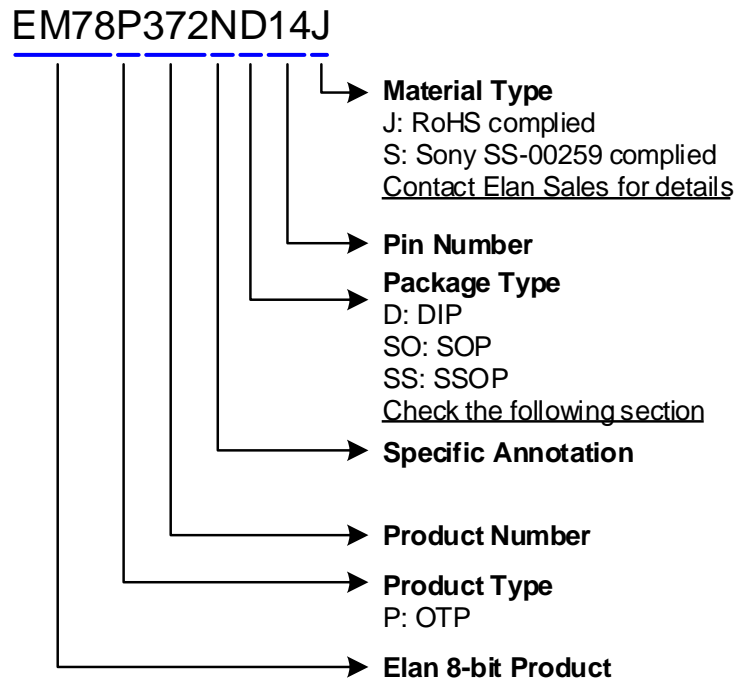 EM78P372ND14J
Material Type
J: RoHS complied
S: Sony SS-00259 complied
Contact Elan Sales for details
Pin Number
Package Type
D: DIP
SO: SOP
SS: SSOP
Check the following section
Specific Annotation
Product Number
Product Type
P: OTP
Elan 8-bit Product